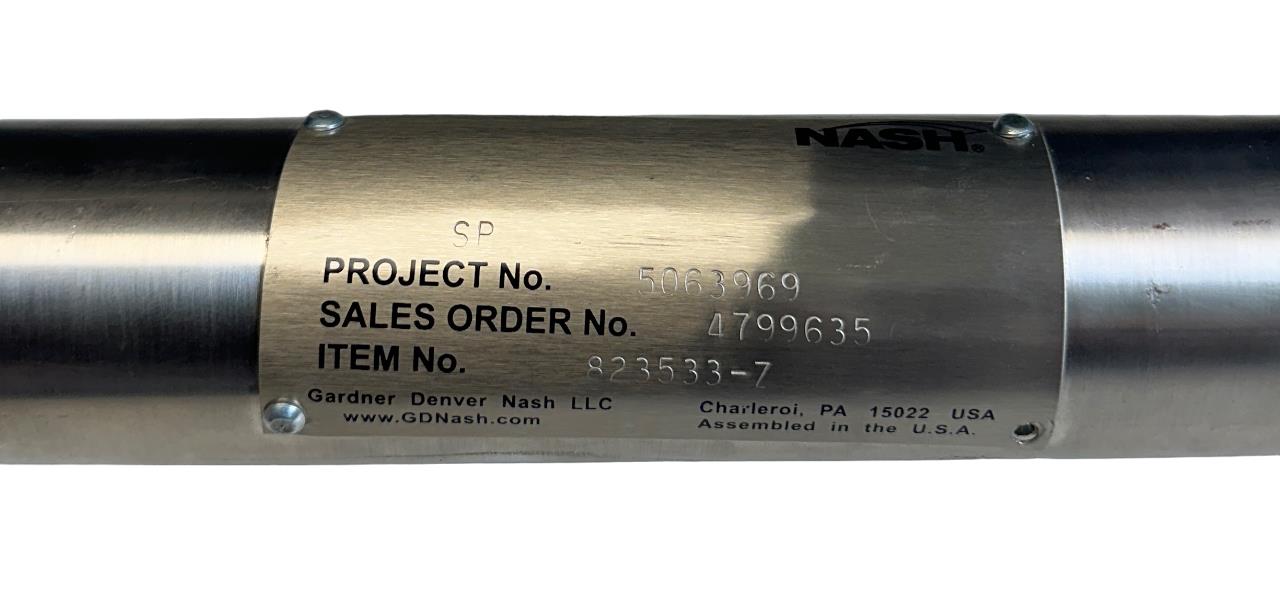 NASH®
SP
PROJECT No. 5063969
SALES ORDER No. 4799635
ITEM No. 823533-7
Gardner Denver Nash LLC Charleroi, PA 15022 USA
www.GDNash.com Assembled in the U.S.A.